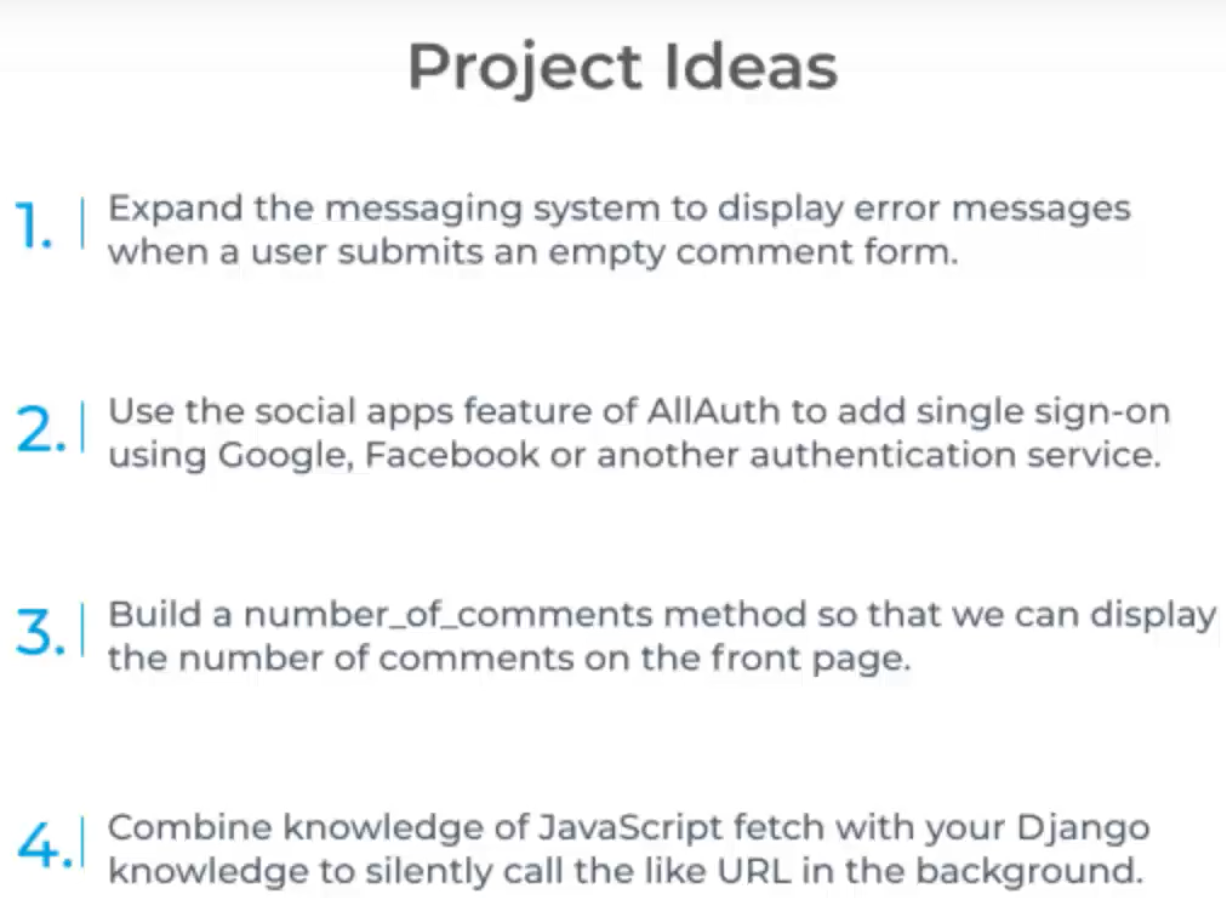 Project Ideas
1. Expand the messaging system to display error messages
when a user submits an empty comment form.
2. Use the social apps feature of AllAuth to add single sign-on
using Google, Facebook or another authentication service.
3. Build a number_of_comments method so that we can display
the number of comments on the front page.
4. Combine knowledge of JavaScript fetch with your Django
knowledge to silently call the like URL in the background.